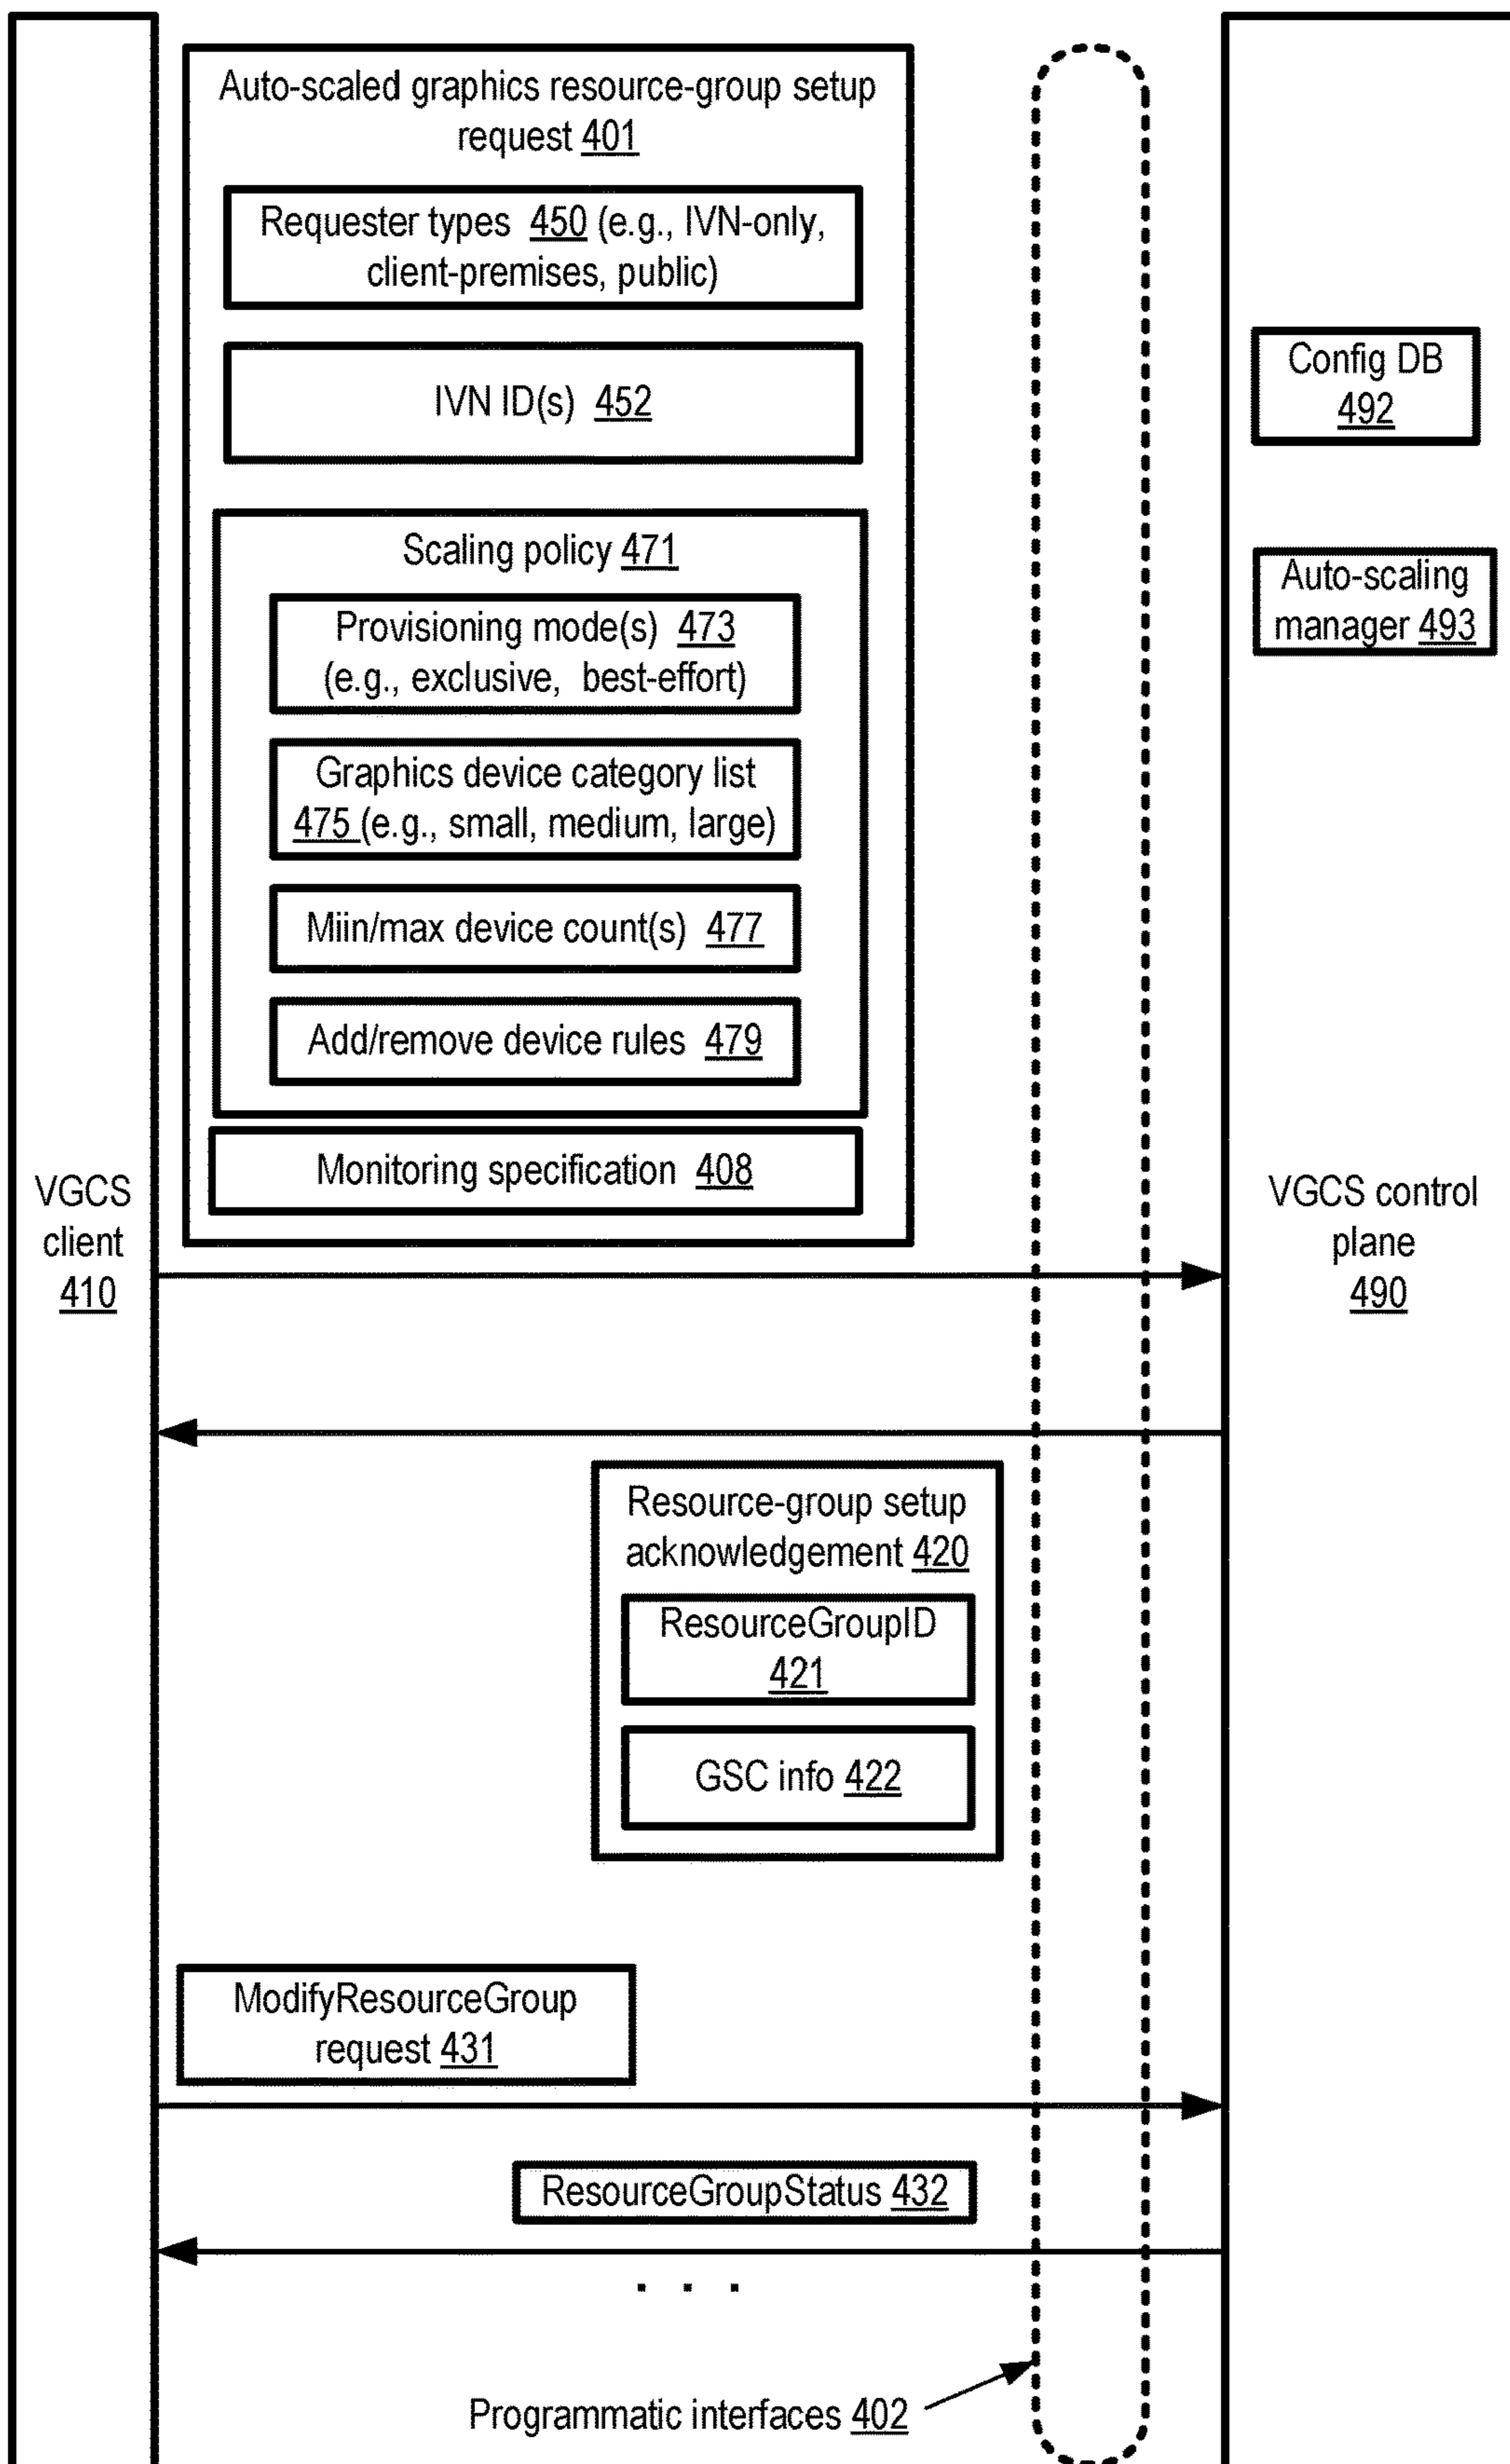 Auto-scaled graphics resource-group setup
request 401
Requester types 450 (e.g., IVN-only,
client-premises, public)
IVN ID(s) 452
Scaling policy 471
Provisioning mode(s) 473
(e.g., exclusive, best-effort)
Graphics device category list
475 (e.g., small, medium, large)
Miin/max device count(s) 477
Add/remove device rules 479
Monitoring specification 408
VGCS
client
410
Config DB
492
Auto-scaling
manager 493
VGCS control
plane
490
Resource-group setup
acknowledgement 420
ResourceGroupID
421
GSC info 422
ModifyResourceGroup
request 431
ResourceGroupStatus 432
. . .
Programmatic interfaces 402